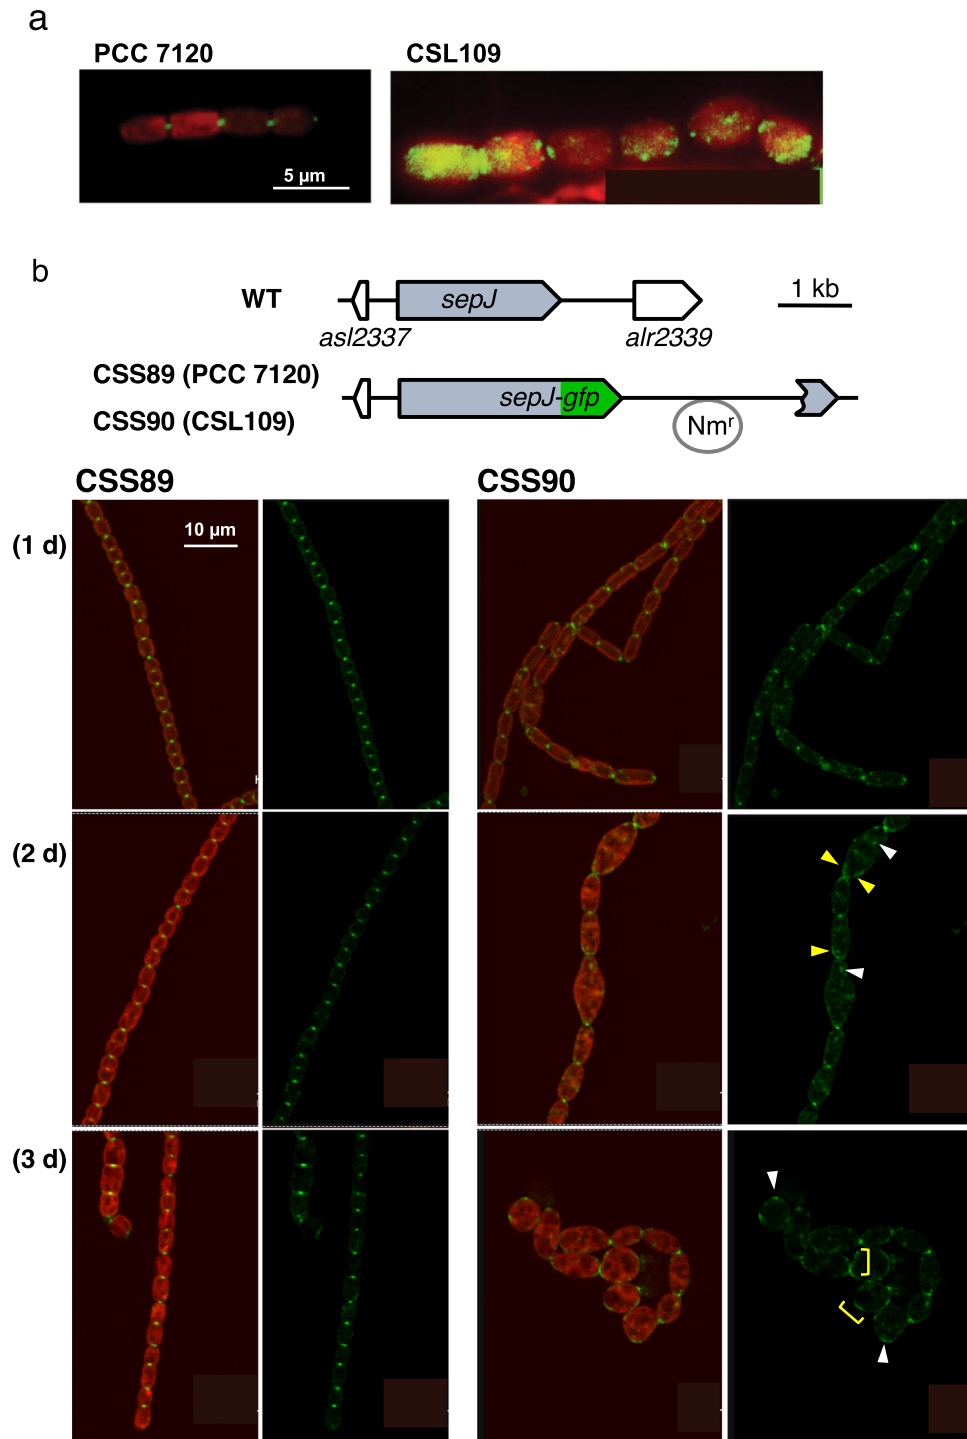 a
PCC 7120
CSL109
5 µm
b
WT
sepJ
1 kb
asl2337
alr2339
CSS89 (PCC 7120)
sepJ-gfp
CSS90 (CSL109)
Nmʳ
CSS89
CSS90
(1 d)
10 µm
(2 d)
(3 d)